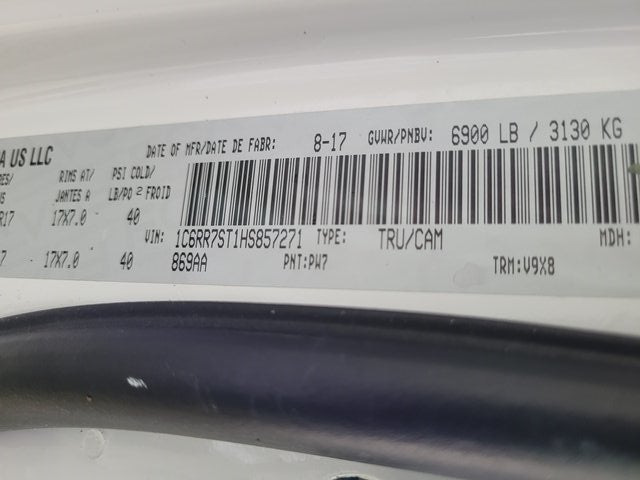 A US LLC DATE OF MFR/DATE DE FABR: 8-17 GVWR/PNBV: 6900 LB / 3130 KG
RIMS AT/ PSI COLD/
JANTES A LB/PO² FROID
R17 17X7.0 40
VIN: 1C6RR7ST1HS857271 TYPE: TRU/CAM MDH:
17X7.0 40 869AA PNT:PW7 TRM:V9X8